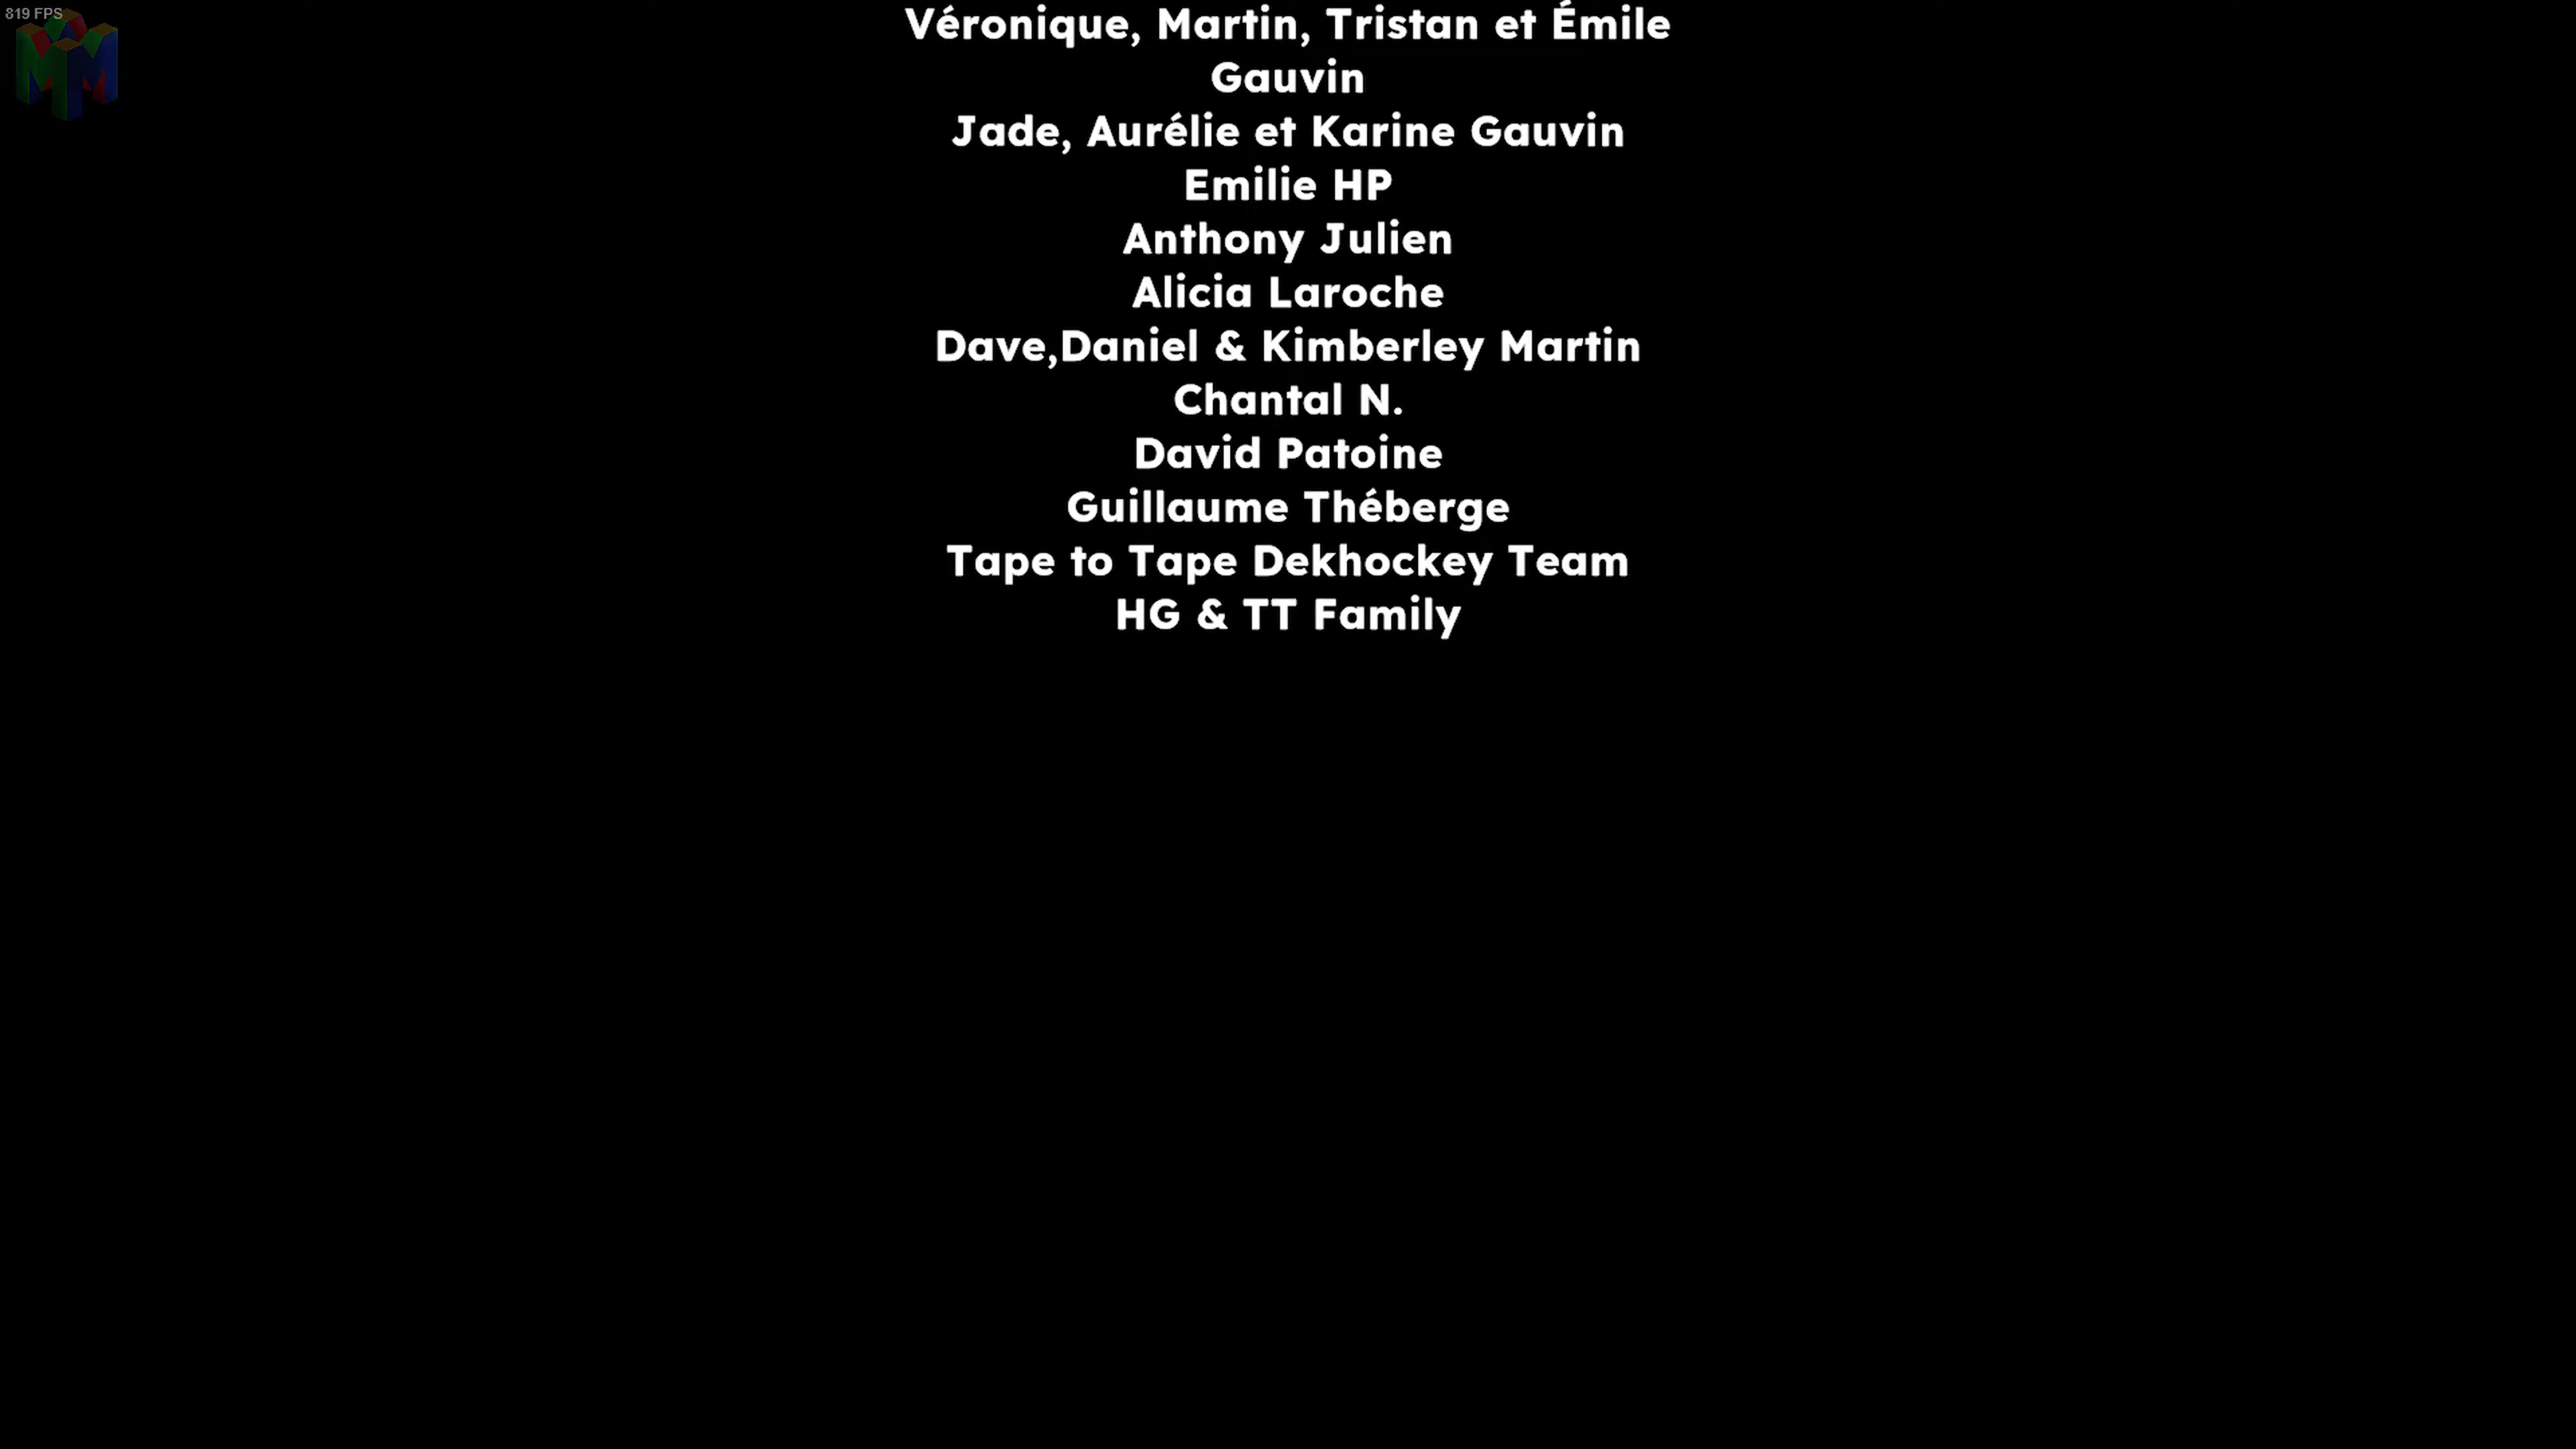 819 FPS
Véronique, Martin, Tristan et Émile
Gauvin
Jade, Aurélie et Karine Gauvin
Emilie HP
Anthony Julien
Alicia Laroche
Dave,Daniel & Kimberley Martin
Chantal N.
David Patoine
Guillaume Théberge
Tape to Tape Dekhockey Team
HG & TT Family